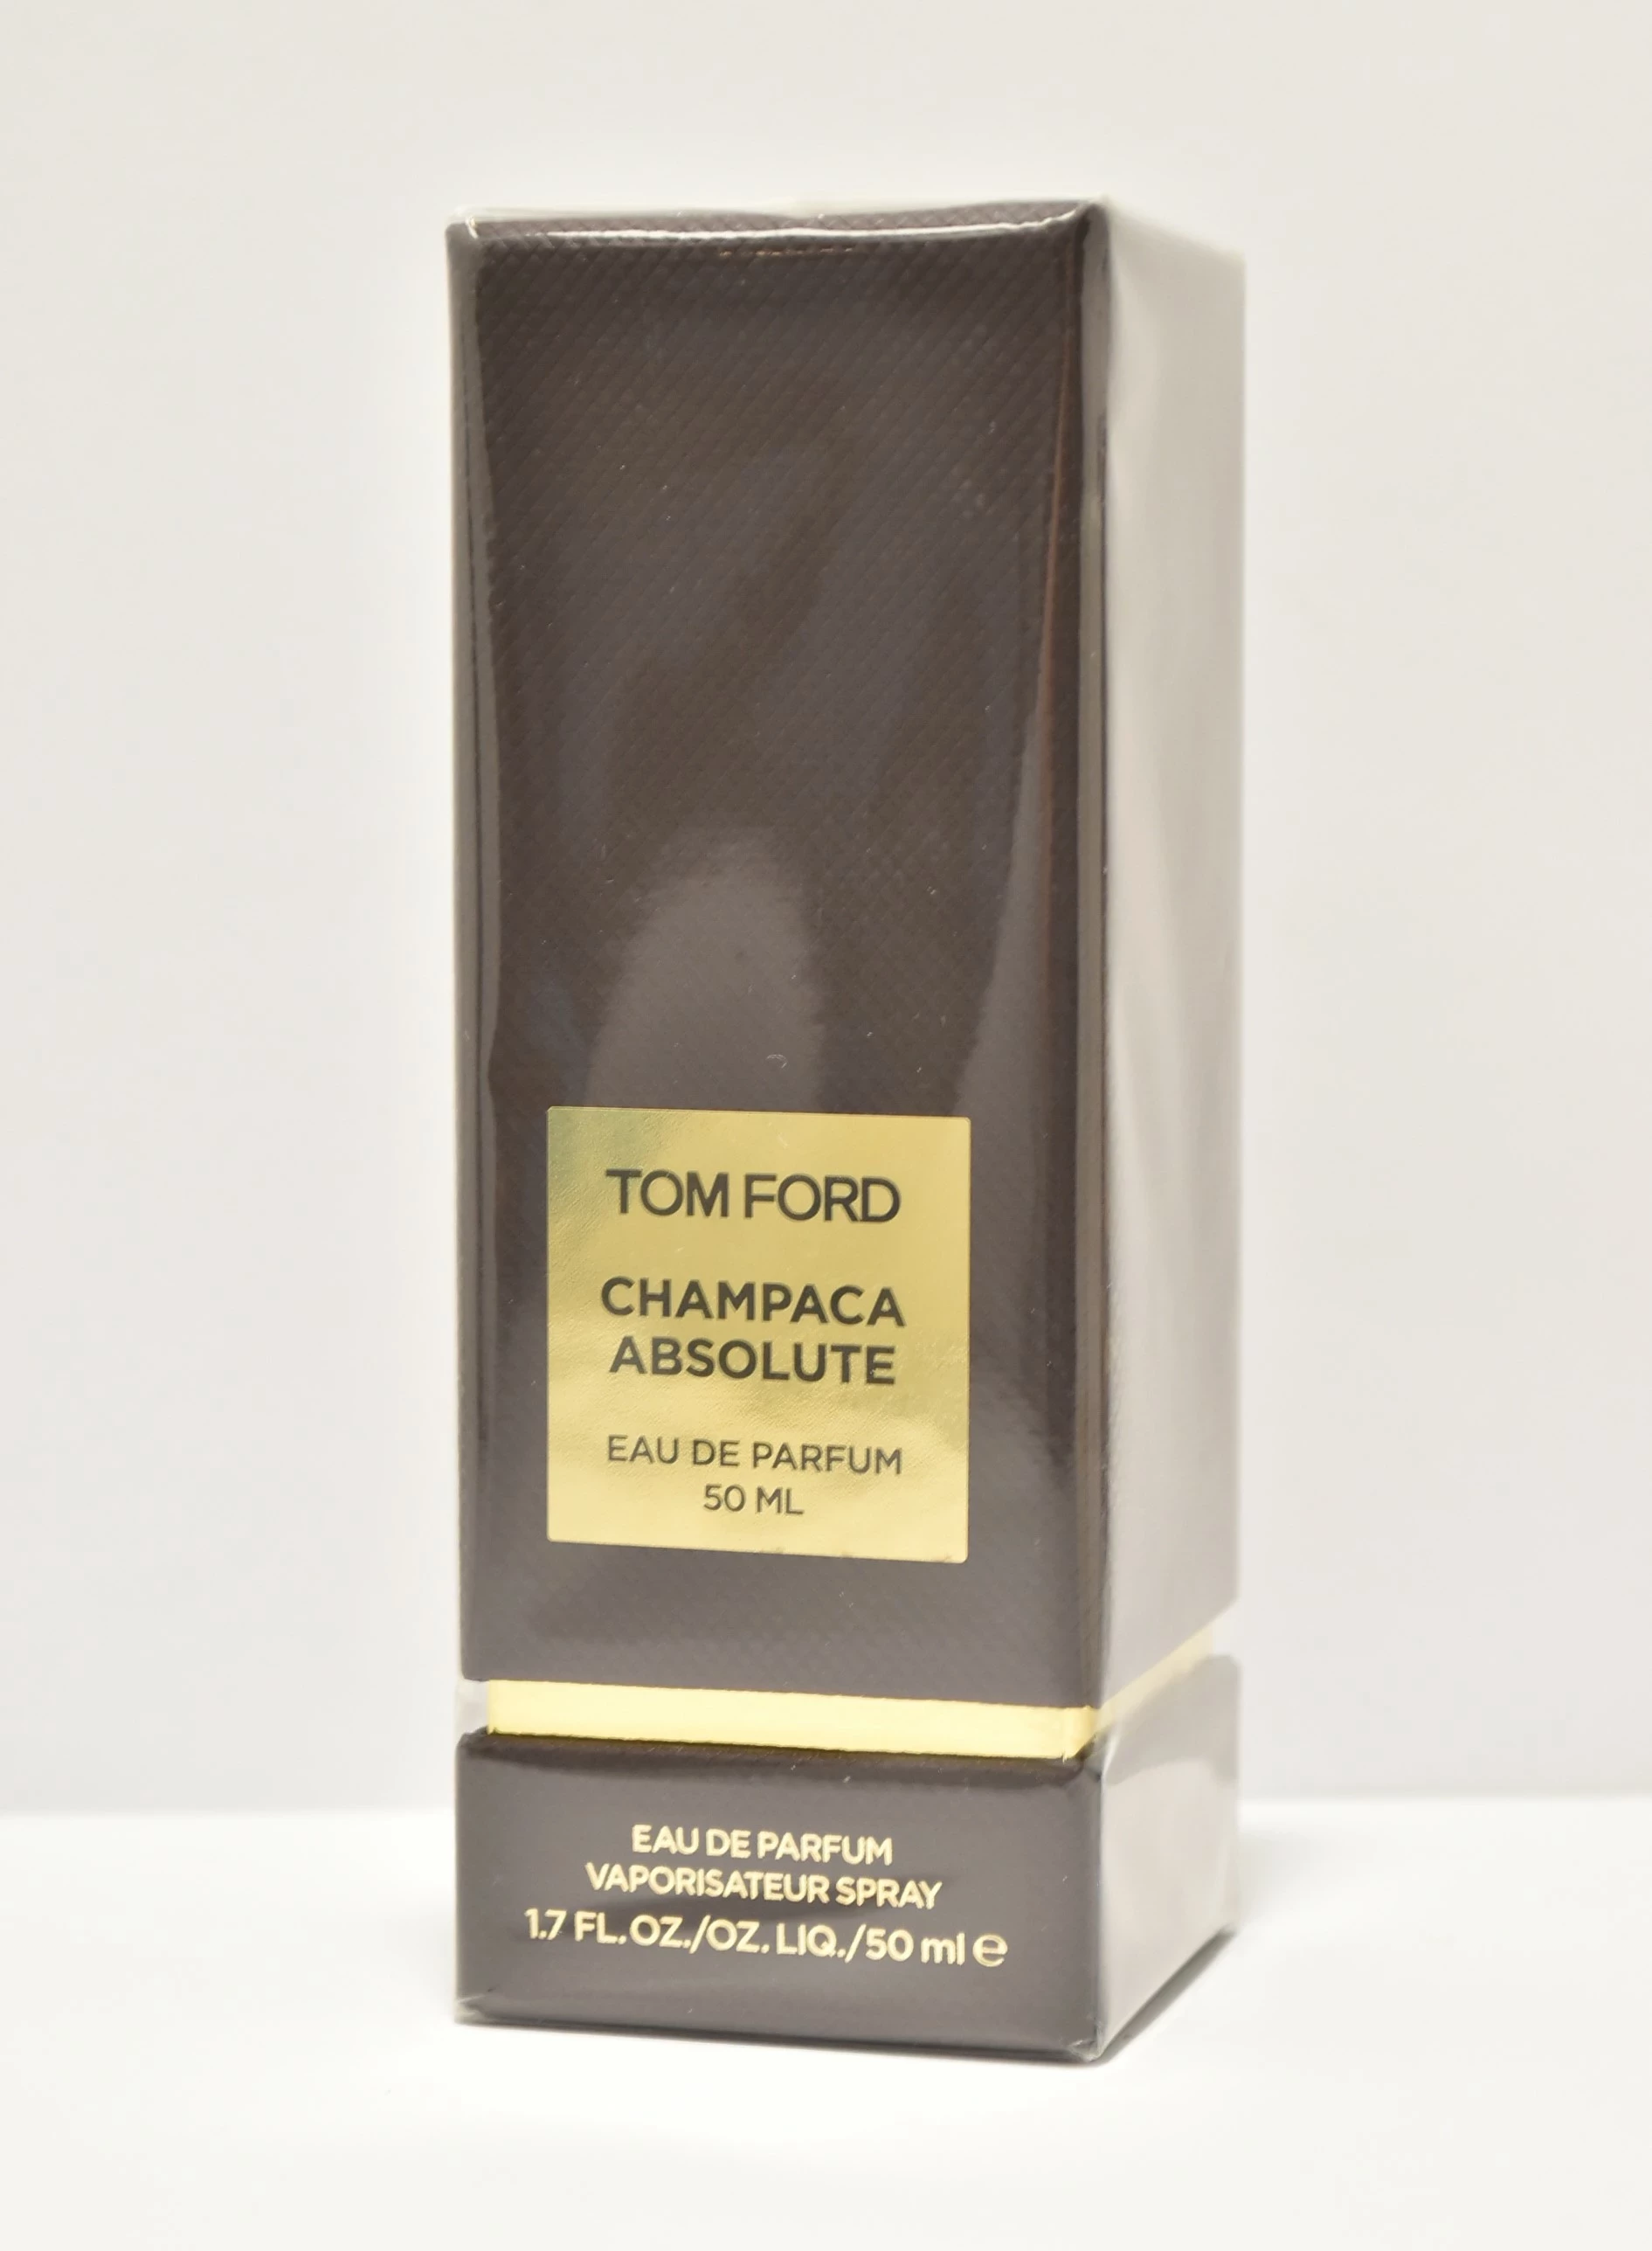 TOM FORD
CHAMPACA
ABSOLUTE
EAU DE PARFUM
50 ML
EAU DE PARFUM
VAPORISATEUR SPRAY
1.7 FL.OZ./OZ. LIQ./50 ml ℮